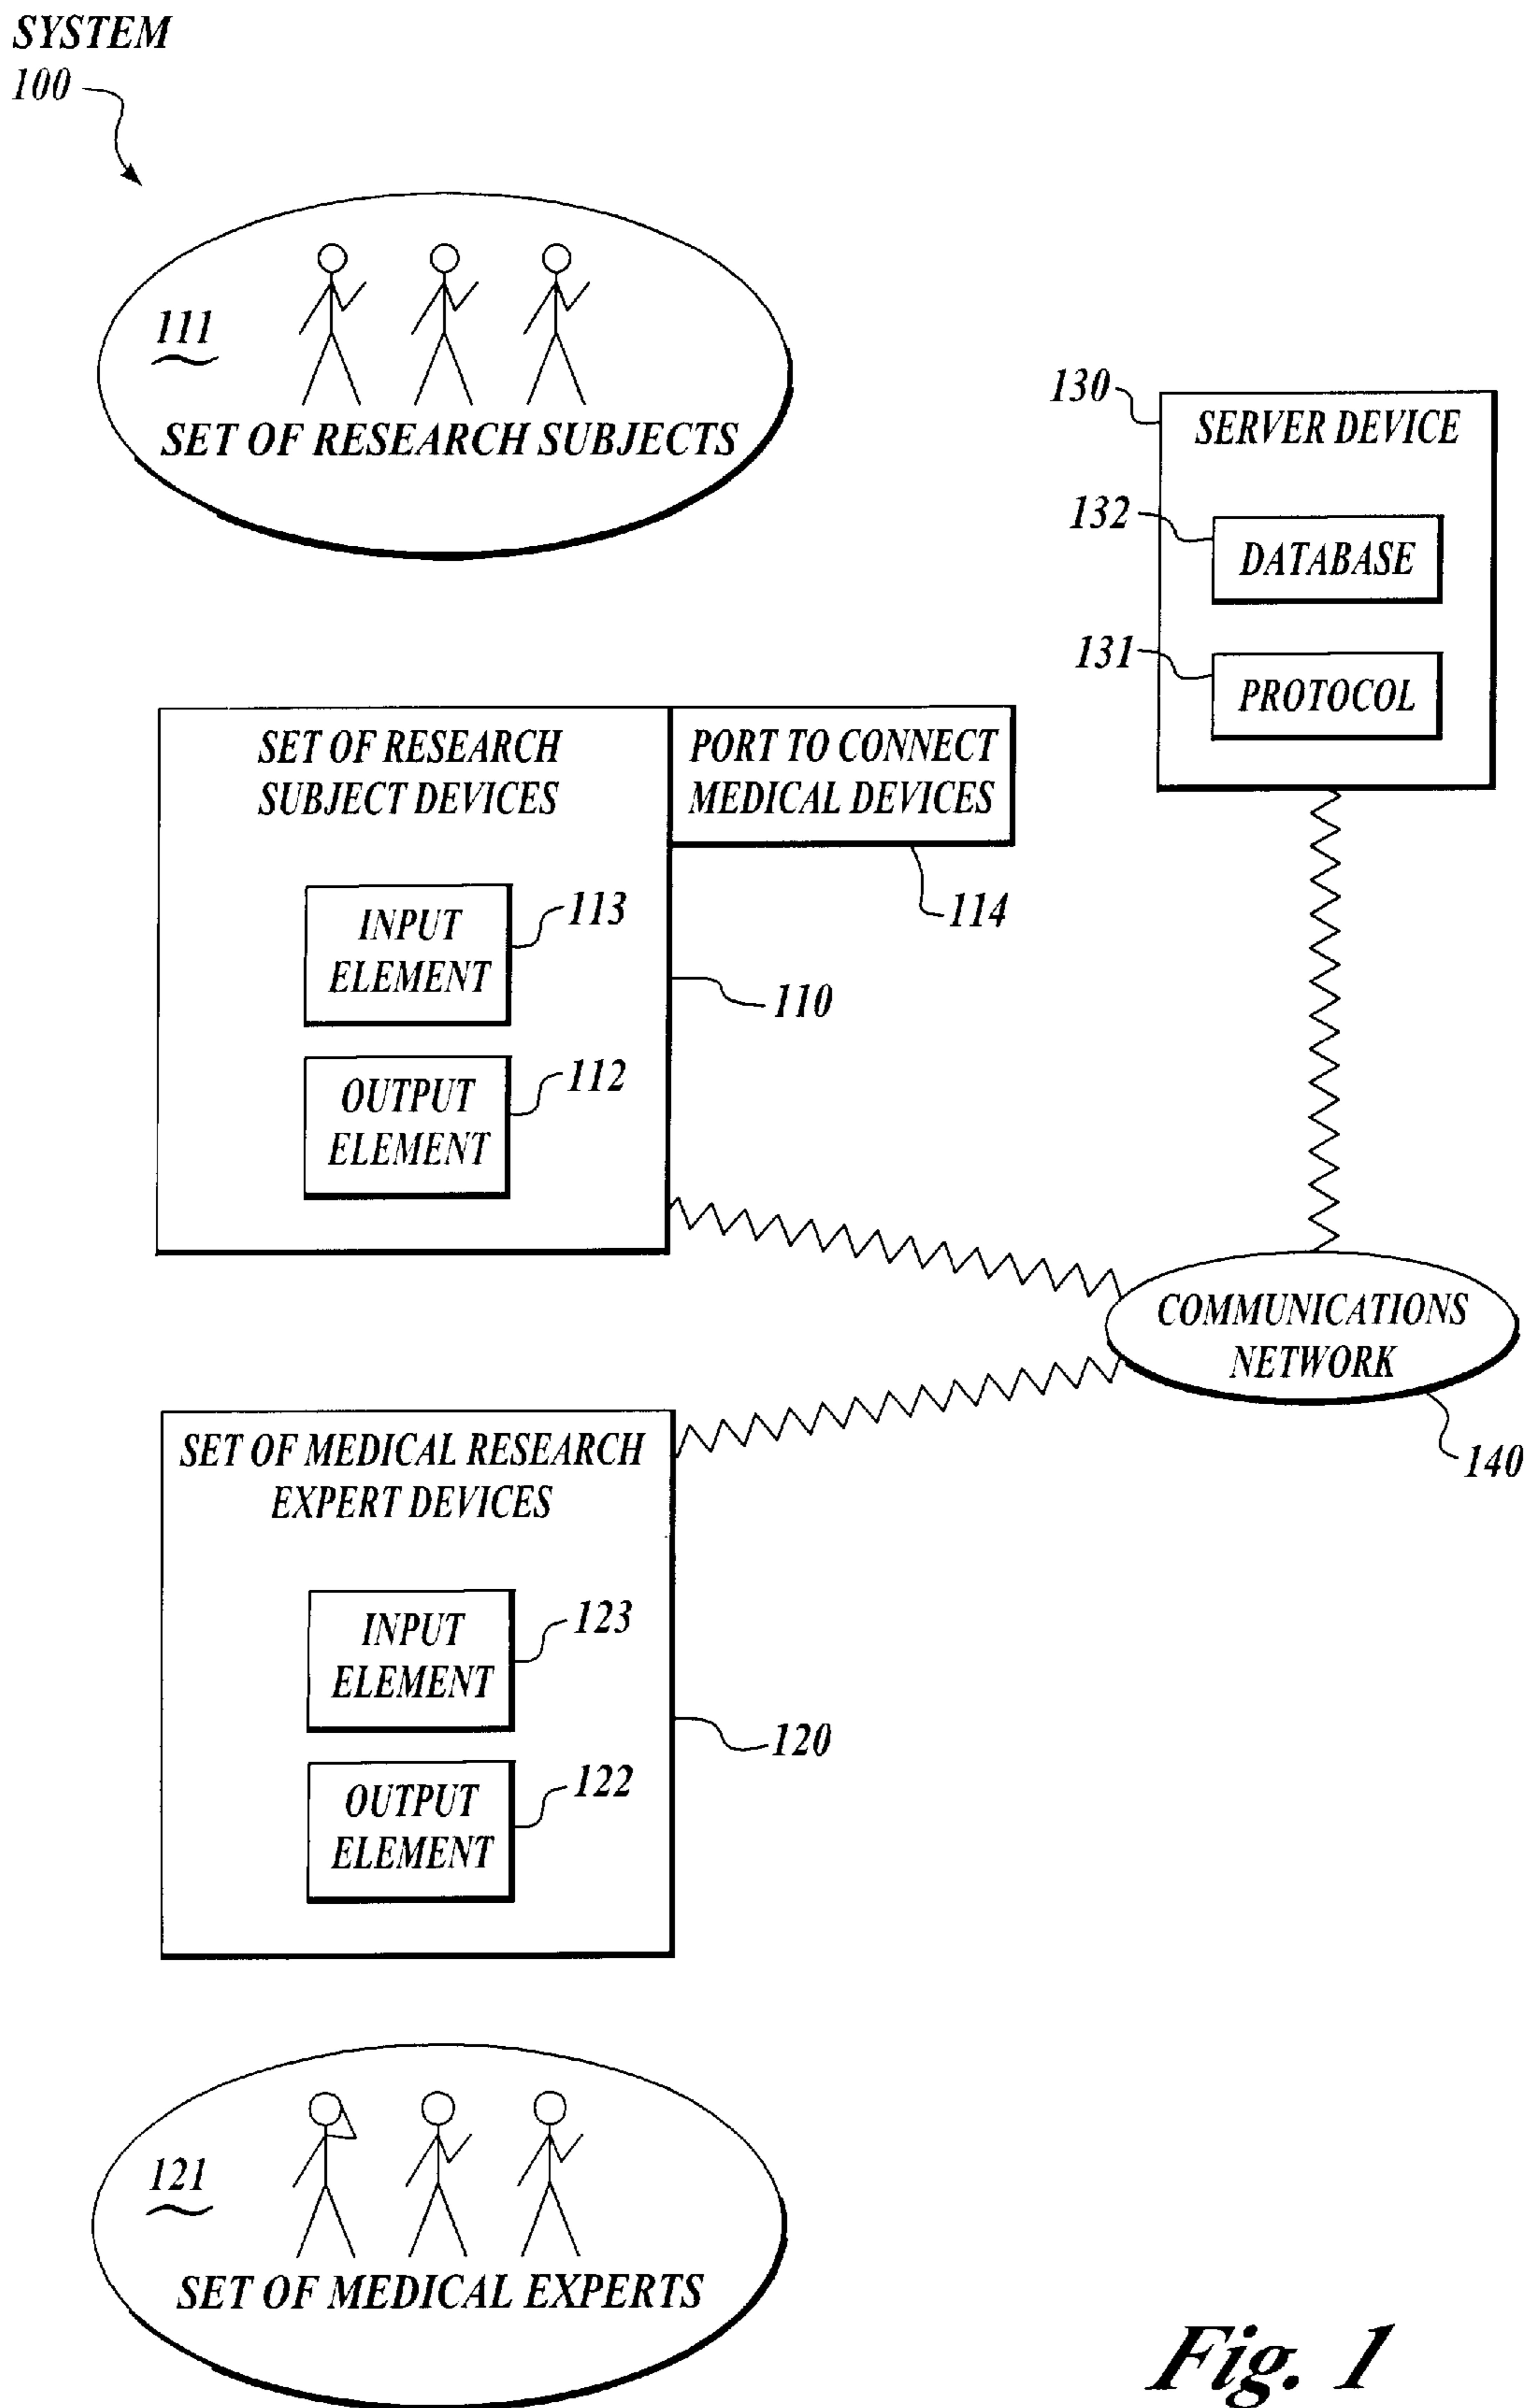 SYSTEM
100
111
SET OF RESEARCH SUBJECTS
130
SERVER DEVICE
132
DATABASE
131
PROTOCOL
SET OF RESEARCH
SUBJECT DEVICES
PORT TO CONNECT
MEDICAL DEVICES
114
INPUT
ELEMENT
113
110
OUTPUT
ELEMENT
112
COMMUNICATIONS
NETWORK
140
SET OF MEDICAL RESEARCH
EXPERT DEVICES
INPUT
ELEMENT
123
120
OUTPUT
ELEMENT
122
121
SET OF MEDICAL EXPERTS
Fig. 1